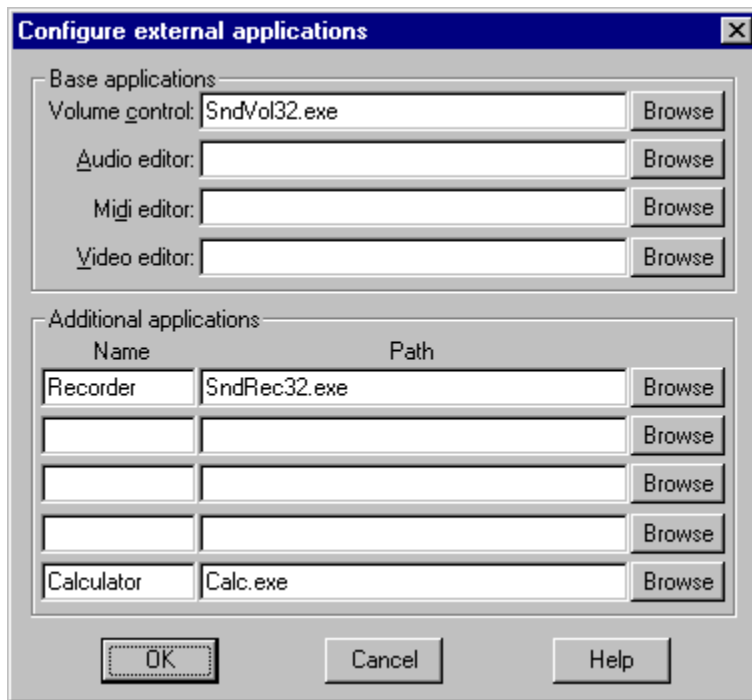 Configure external applications
Base applications
Volume control: SndVol32.exe Browse
Audio editor: Browse
Midi editor: Browse
Video editor: Browse
Additional applications
Name Path
Recorder SndRec32.exe Browse
Browse
Browse
Browse
Calculator Calc.exe Browse
OK Cancel Help